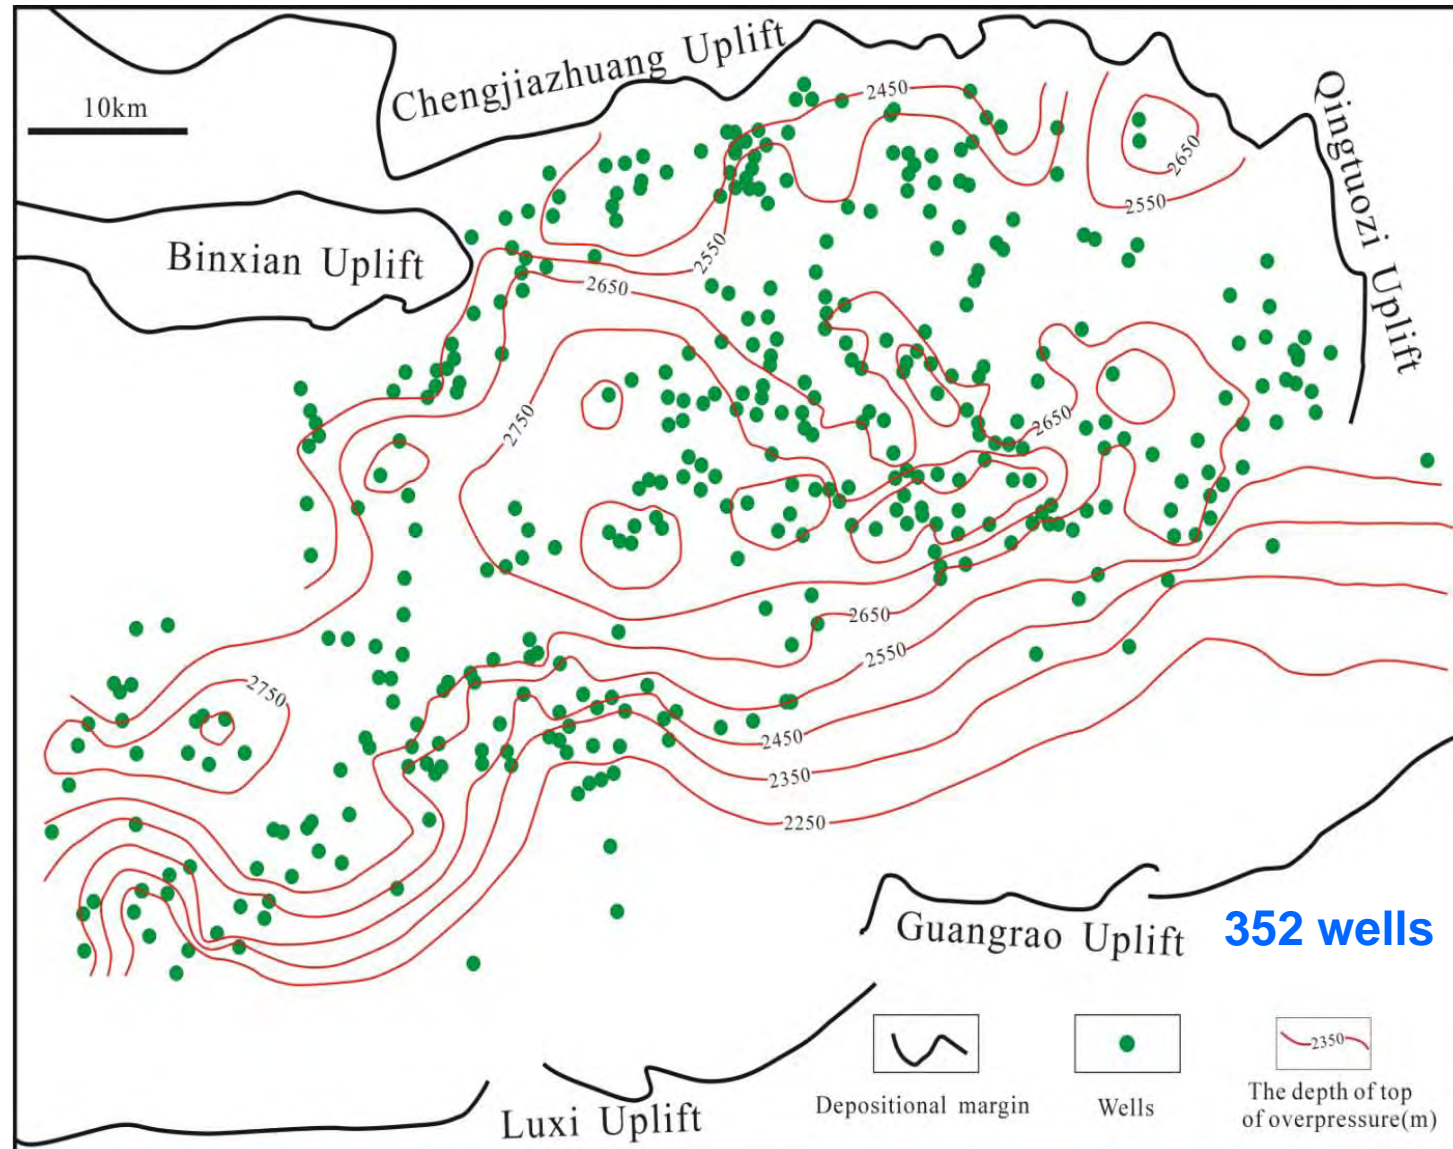 Chengjiazhuang Uplift
10km
2450
Qingtuozi Uplift
2650
2550
Binxian Uplift
2550
2650
2750
2650
2650
2550
2750
2450
2350
2250
Guangrao Uplift
352 wells
2350
Depositional margin
Wells
The depth of top
of overpressure(m)
Luxi Uplift